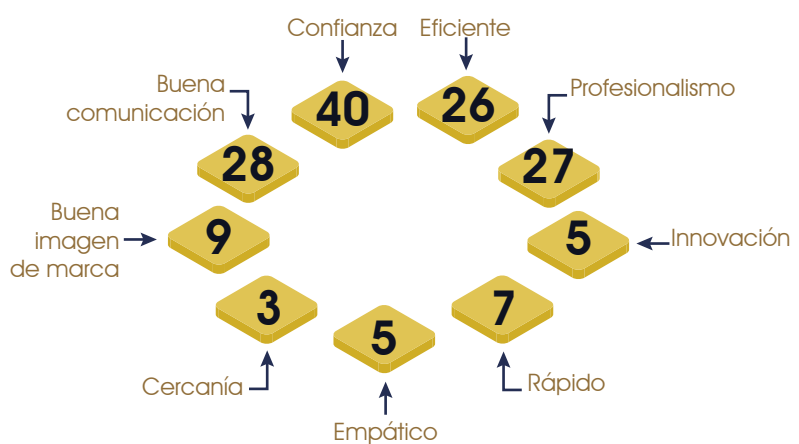 Confianza
Eficiente
Buena
comunicación
Profesionalismo
40
26
28
27
Buena
imagen
de marca
9
5
Innovación
3
7
5
Cercanía
Rápido
Empático